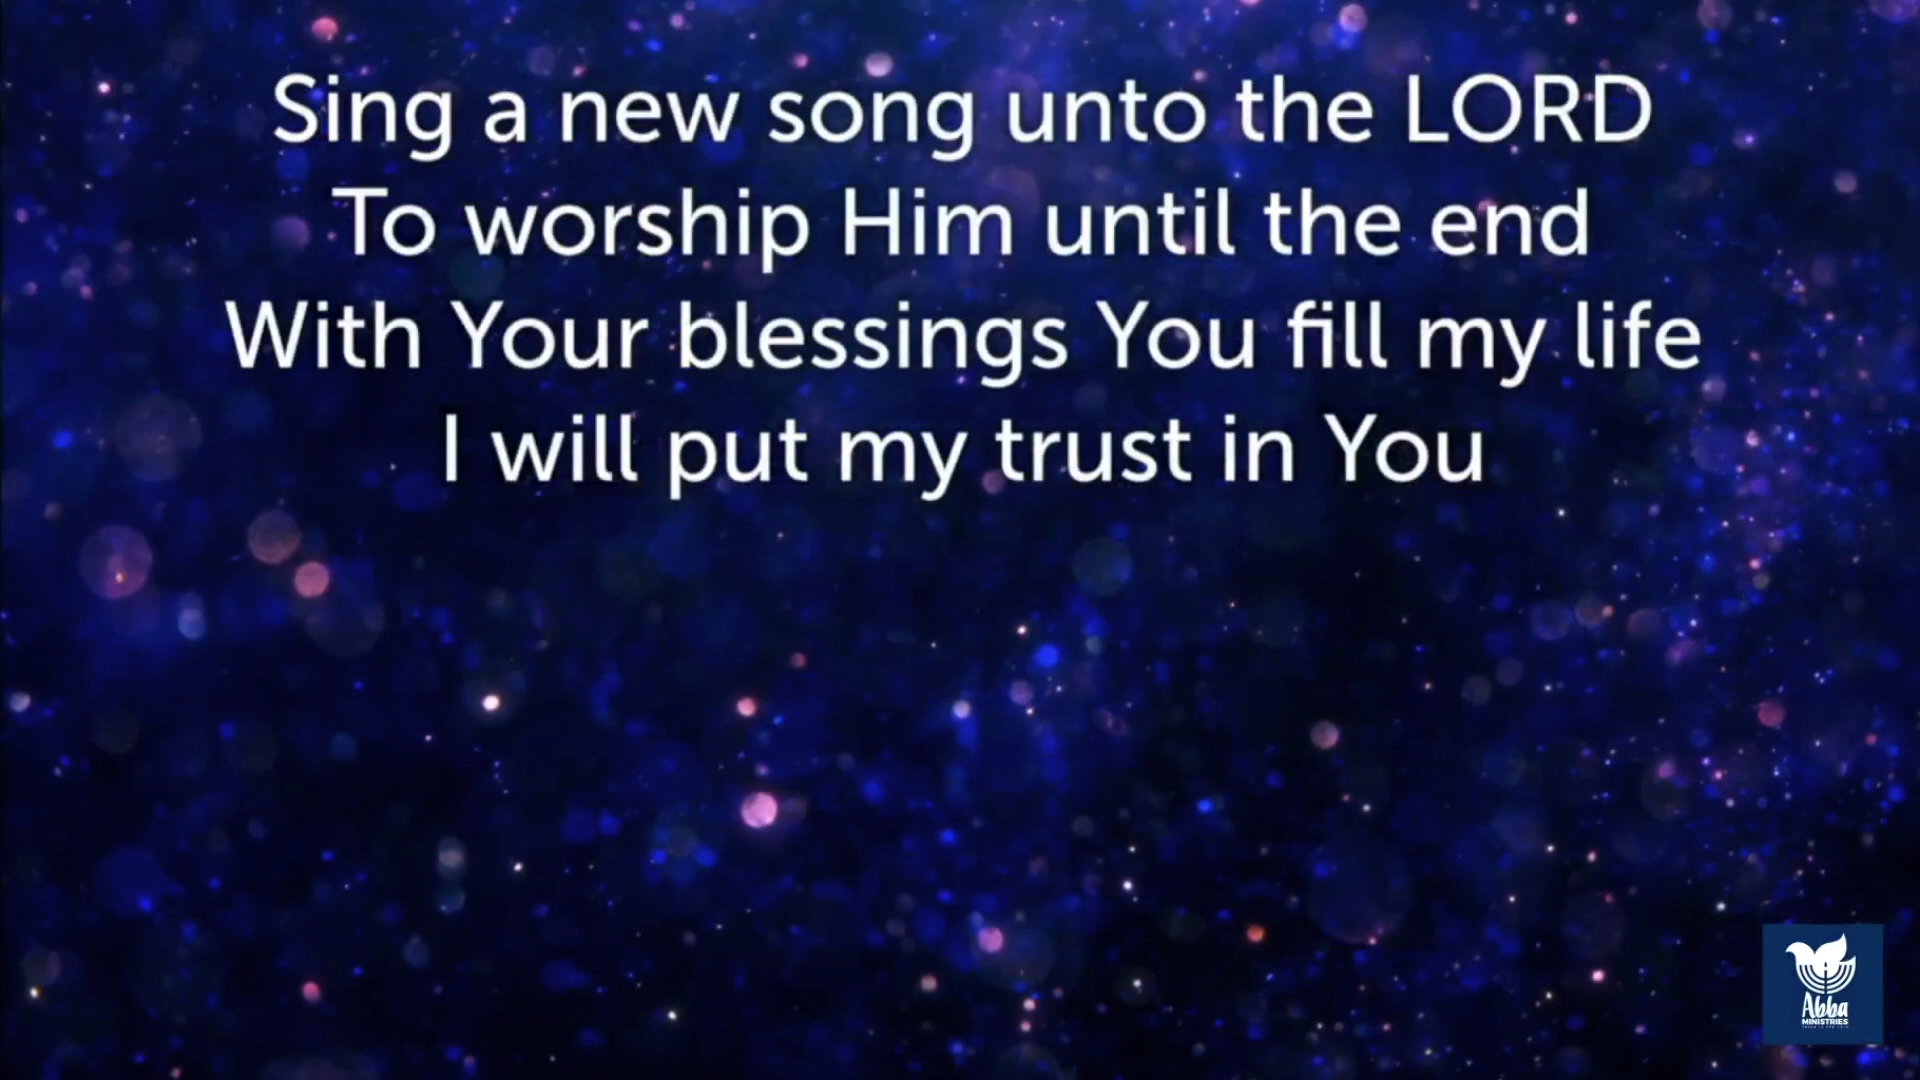 Sing a new song unto the LORD
To worship Him until the end
With Your blessings You fill my life
I will put my trust in You
Abba
MINISTRIES